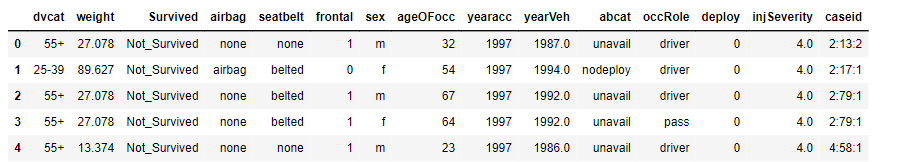 dvcat weight Survived airbag seatbelt frontal sex ageOFocc yearacc yearVeh abcat occRole deploy injSeverity caseid
0 55+ 27.078 Not_Survived none none 1 m 32 1997 1987.0 unavail driver 0 4.0 2:13:2
1 25-39 89.627 Not_Survived airbag belted 0 f 54 1997 1994.0 nodeploy driver 0 4.0 2:17:1
2 55+ 27.078 Not_Survived none belted 1 m 67 1997 1992.0 unavail driver 0 4.0 2:79:1
3 55+ 27.078 Not_Survived none belted 1 f 64 1997 1992.0 unavail pass 0 4.0 2:79:1
4 55+ 13.374 Not_Survived none none 1 m 23 1997 1986.0 unavail driver 0 4.0 4:58:1